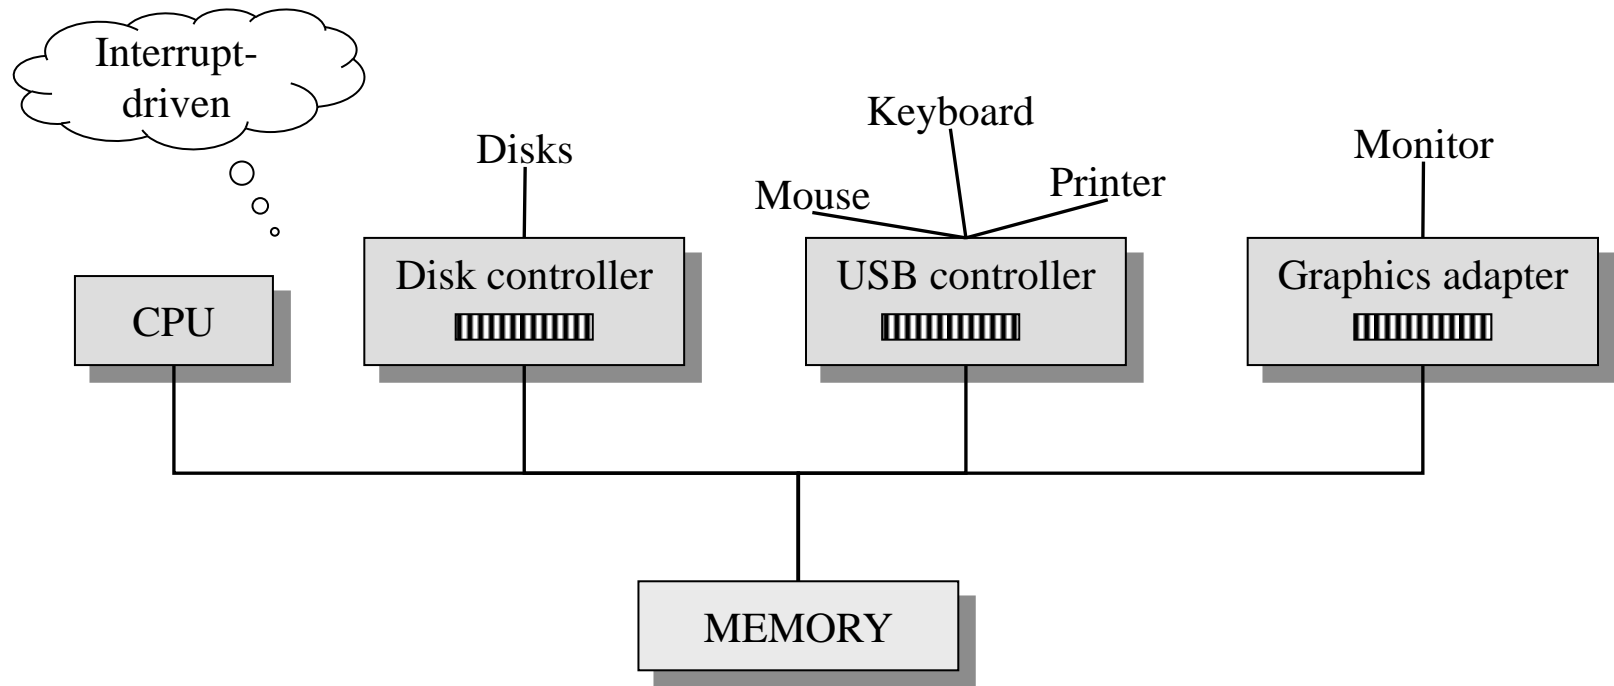 Interrupt-
driven
Disks
Keyboard
Mouse
Printer
Monitor
CPU
Disk controller
USB controller
Graphics adapter
MEMORY